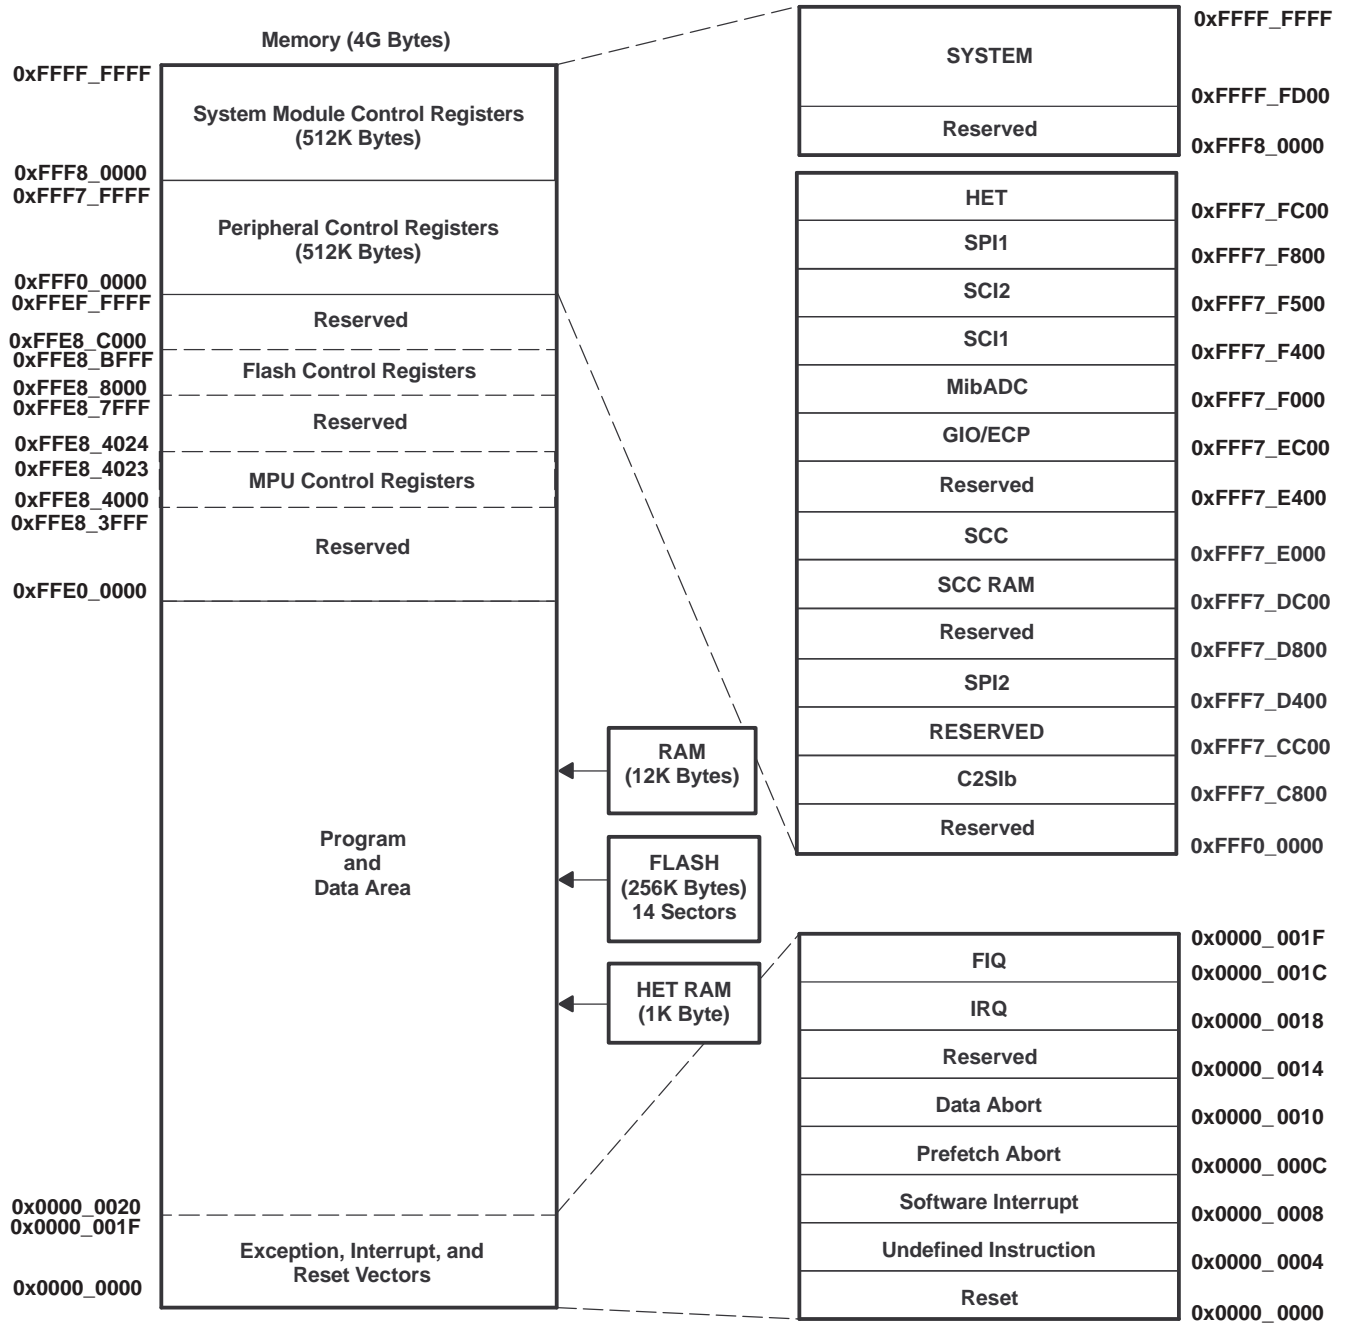 Memory (4G Bytes)
0xFFFF_FFFF
System Module Control Registers
(512K Bytes)
0xFFF8_0000
0xFFF7_FFFF
Peripheral Control Registers
(512K Bytes)
0xFFF0_0000
0xFFEF_FFFF
Reserved
0xFFE8_C000
0xFFE8_BFFF
Flash Control Registers
0xFFE8_8000
0xFFE8_7FFF
Reserved
0xFFE8_4024
0xFFE8_4023
MPU Control Registers
0xFFE8_4000
0xFFE8_3FFF
Reserved
0xFFE0_0000
Program
and
Data Area
RAM
(12K Bytes)
FLASH
(256K Bytes)
14 Sectors
HET RAM
(1K Byte)
0x0000_0020
0x0000_001F
Exception, Interrupt, and
Reset Vectors
0x0000_0000
0xFFFF_FFFF
SYSTEM
0xFFFF_FD00
Reserved
0xFFF8_0000
HET
0xFFF7_FC00
SPI1
0xFFF7_F800
SCI2
0xFFF7_F500
SCI1
0xFFF7_F400
MibADC
0xFFF7_F000
GIO/ECP
0xFFF7_EC00
Reserved
0xFFF7_E400
SCC
0xFFF7_E000
SCC RAM
0xFFF7_DC00
Reserved
0xFFF7_D800
SPI2
0xFFF7_D400
RESERVED
0xFFF7_CC00
C2SIb
0xFFF7_C800
Reserved
0xFFF0_0000
0x0000_001F
FIQ
0x0000_001C
IRQ
0x0000_0018
Reserved
0x0000_0014
Data Abort
0x0000_0010
Prefetch Abort
0x0000_000C
Software Interrupt
0x0000_0008
Undefined Instruction
0x0000_0004
Reset
0x0000_0000